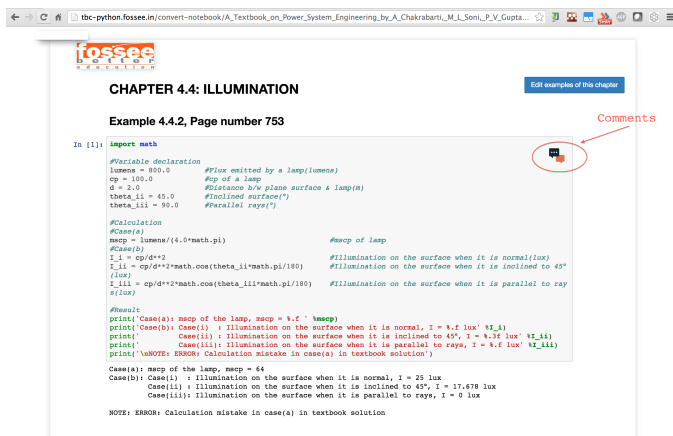 tbc-python.fossee.in/convert-notebook/A_Textbook_on_Power_System_Engineering_by_A_Chakrabarti,_M_L_Soni,_P_V_Gupta...
fossee
better
education
CHAPTER 4.4: ILLUMINATION
Edit examples of this chapter
Example 4.4.2, Page number 753
Comments
In [1]: import math
#Variable declaration
lumens = 800.0 #Flux emitted by a lamp(lumens)
cp = 100.0 #cp of a lamp
d = 2.0 #Distance b/w plane surface & lamp(m)
theta_ii = 45.0 #Inclined surface(°)
theta_iii = 90.0 #Parallel rays(°)
#Calculation
#Case(a)
mscp = lumens/(4.0*math.pi) #mscp of lamp
#Case(b)
I_i = cp/d**2 #Illumination on the surface when it is normal(lux)
I_ii = cp/d**2*math.cos(theta_ii*math.pi/180) #Illumination on the surface when it is inclined to 45°
(lux)
I_iii = cp/d**2*math.cos(theta_iii*math.pi/180) #Illumination on the surface when it is parallel to ray
s(lux)
#Result
print('Case(a): mscp of the lamp, mscp = %.f ' %mscp)
print('Case(b): Case(i) : Illumination on the surface when it is normal, I = %.f lux' %I_i)
print(' Case(ii) : Illumination on the surface when it is inclined to 45°, I = %.3f lux' %I_ii)
print(' Case(iii): Illumination on the surface when it is parallel to rays, I = %.f lux' %I_iii)
print('\nNOTE: ERROR: Calculation mistake in case(a) in textbook solution')
Case(a): mscp of the lamp, mscp = 64
Case(b): Case(i) : Illumination on the surface when it is normal, I = 25 lux
Case(ii) : Illumination on the surface when it is inclined to 45°, I = 17.678 lux
Case(iii): Illumination on the surface when it is parallel to rays, I = 0 lux
NOTE: ERROR: Calculation mistake in case(a) in textbook solution